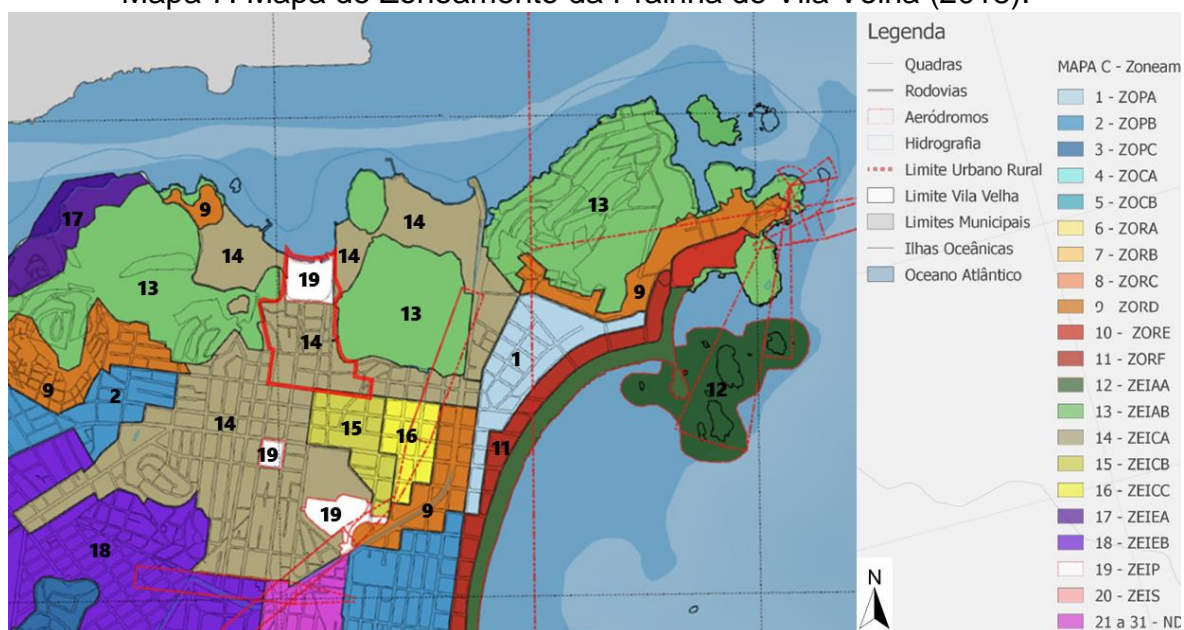 Mapa 7: Mapa de Zoneamento da Prainha de Vila Velha
17
9
14
13
19
14
14
14
13
13
9
1
12
9
2
14
15
16
11
19
19
9
18
Legenda
Quadras
Rodovias
Aeródromos
Hidrografia
Limite Urbano Rural
Limite Vila Velha
Limites Municipais
Ilhas Oceânicas
Oceano Atlântico
N
MAPA C - Zoneam
1 - ZOPA
2 - ZOPB
3 - ZOPC
4 - ZOCA
5 - ZOCB
6 - ZORA
7 - ZORB
8 - ZORC
9 ZORD
10 - ZORE
11 - ZORF
12 - ZEIAA
13 - ZEIAB
14 - ZEICA
15 - ZEICB
16 - ZEICC
17 - ZEIEA
18 - ZEIEB
19 - ZEIP
20 - ZEIS
21 a 31 - ND